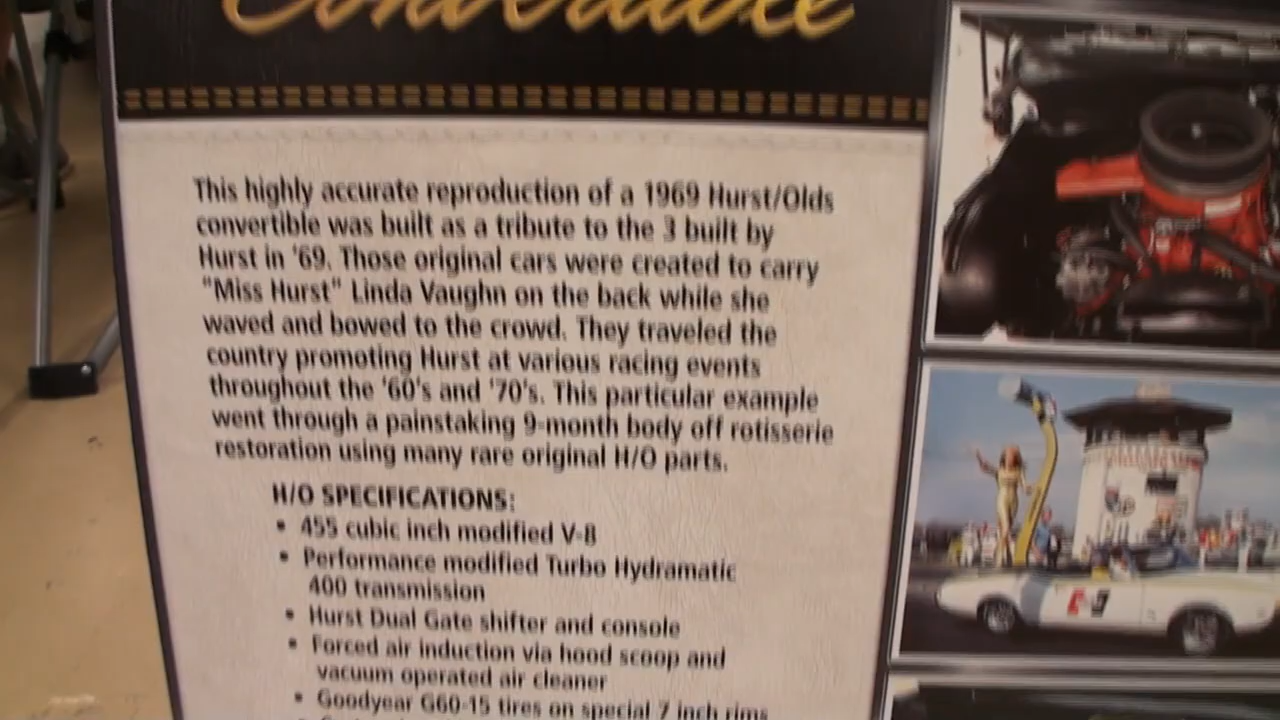 Convertible
This highly accurate reproduction of a 1969 Hurst/Olds
convertible was built as a tribute to the 3 built by
Hurst in '69. Those original cars were created to carry
"Miss Hurst" Linda Vaughn on the back while she
waved and bowed to the crowd. They traveled the
country promoting Hurst at various racing events
throughout the '60's and '70's. This particular example
went through a painstaking 9-month body off rotisserie
restoration using many rare original H/O parts.
H/O SPECIFICATIONS:
• 455 cubic inch modified V-8
• Performance modified Turbo Hydramatic
400 transmission
• Hurst Dual Gate shifter and console
• Forced air induction via hood scoop and
vacuum operated air cleaner
• Goodyear G60-15 tires on special 7 inch rims